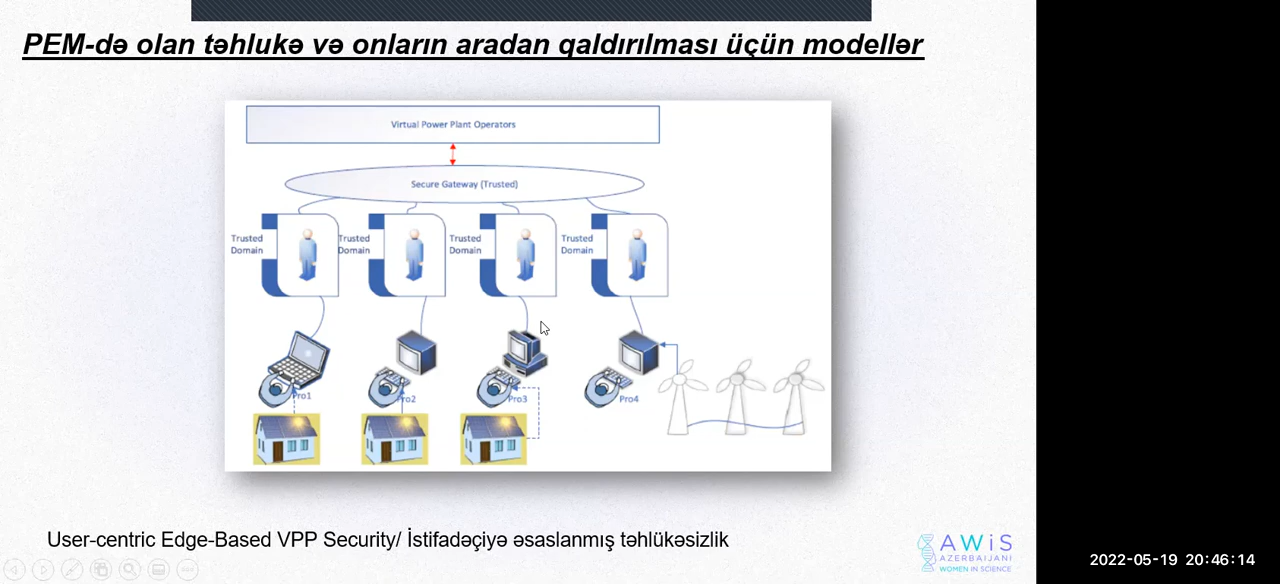 PEM-də olan təhlukə və onların aradan qaldırılması üçün modellər
Virtual Power Plant Operators
Secure Gateway (Trusted)
Trusted Domain
Trusted Domain
Trusted Domain
Trusted Domain
Pro1
Pro2
Pro3
Pro4
User-centric Edge-Based VPP Security/ İstifadəçiyə əsaslanmış təhlükəsizlik
AWiS
AZERBAIJANI
WOMEN IN SCIENCE
2022-05-19 20:46:14